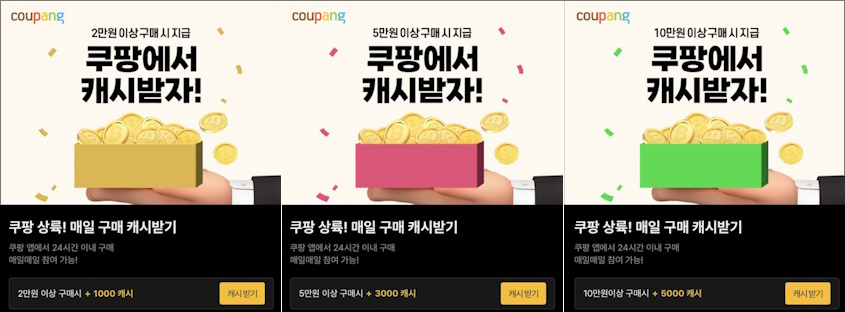 coupang
2만원 이상 구매 시 지급
쿠팡에서
캐시받자!
쿠팡 상륙! 매일 구매 캐시받기
쿠팡 앱에서 24시간 이내 구매
매일매일 참여 가능!
2만원 이상 구매시 + 1000 캐시
캐시받기
coupang
5만원 이상 구매 시 지급
쿠팡에서
캐시받자!
쿠팡 상륙! 매일 구매 캐시받기
쿠팡 앱에서 24시간 이내 구매
매일매일 참여 가능!
5만원 이상 구매시 + 3000 캐시
캐시받기
coupang
10만원 이상 구매 시 지급
쿠팡에서
캐시받자!
쿠팡 상륙! 매일 구매 캐시받기
쿠팡 앱에서 24시간 이내 구매
매일매일 참여 가능!
10만원이상 구매시 + 5000 캐시
캐시받기